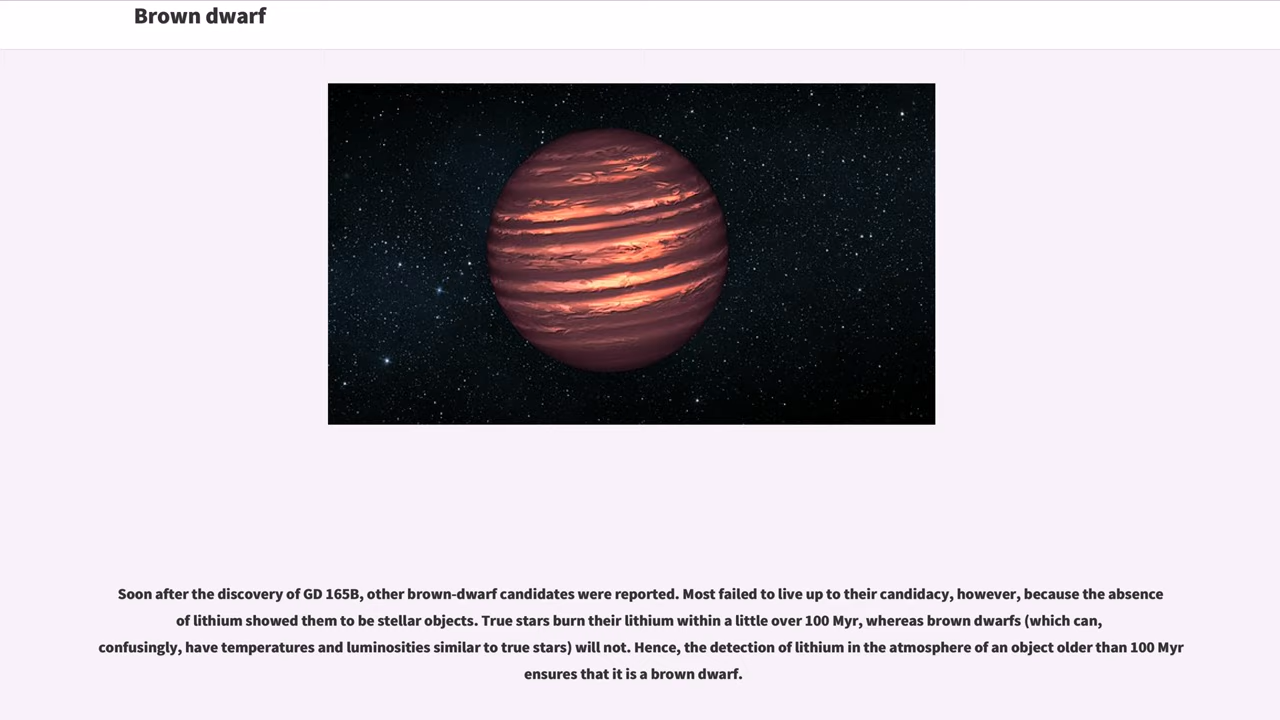 Brown dwarf
Soon after the discovery of GD 165B, other brown-dwarf candidates were reported. Most failed to live up to their candidacy, however, because the absence
of lithium showed them to be stellar objects. True stars burn their lithium within a little over 100 Myr, whereas brown dwarfs (which can,
confusingly, have temperatures and luminosities similar to true stars) will not. Hence, the detection of lithium in the atmosphere of an object older than 100 Myr
ensures that it is a brown dwarf.